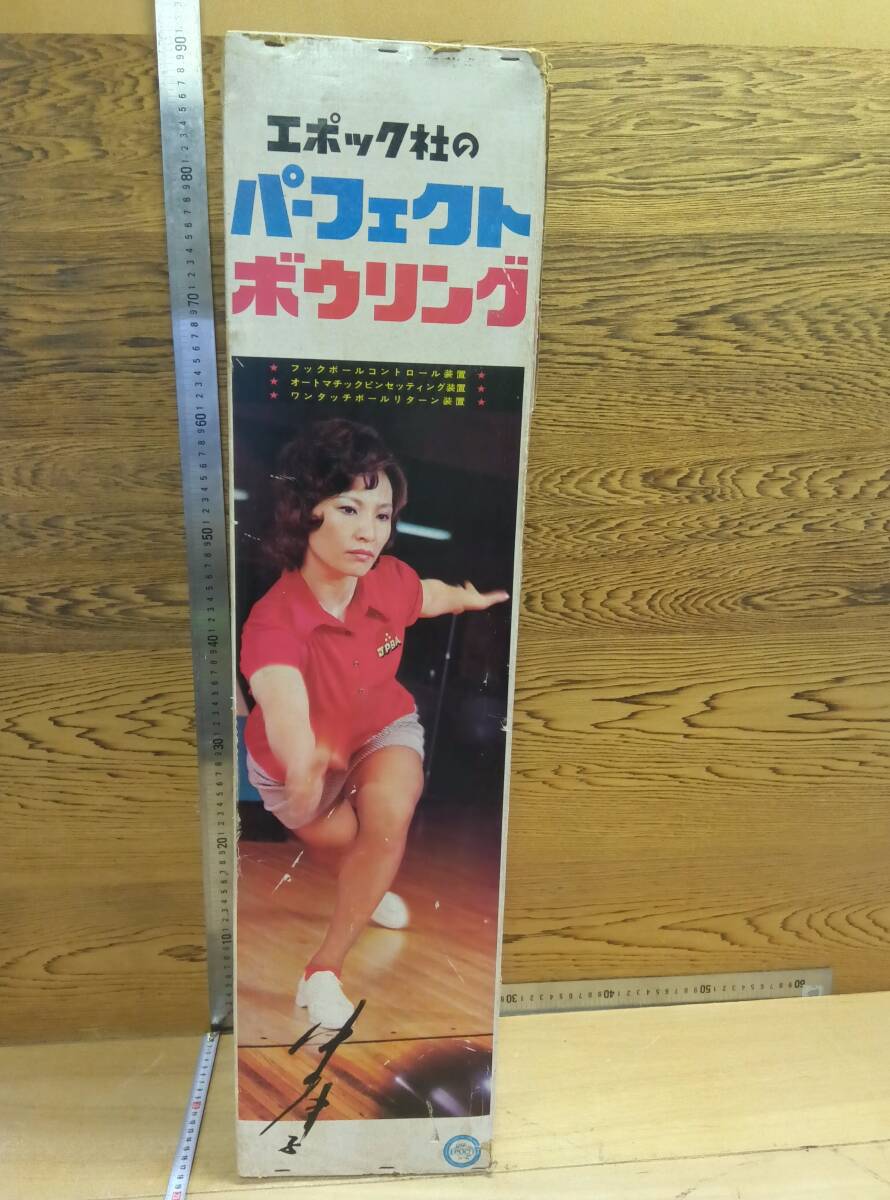 エポック社の
パーフェクト
ボウリング
★ フックボールコントロール装置 ★
★ オートマチックピンセッティング装置 ★
★ ワンタッチボールリターン装置 ★
JPBA
EPOCH